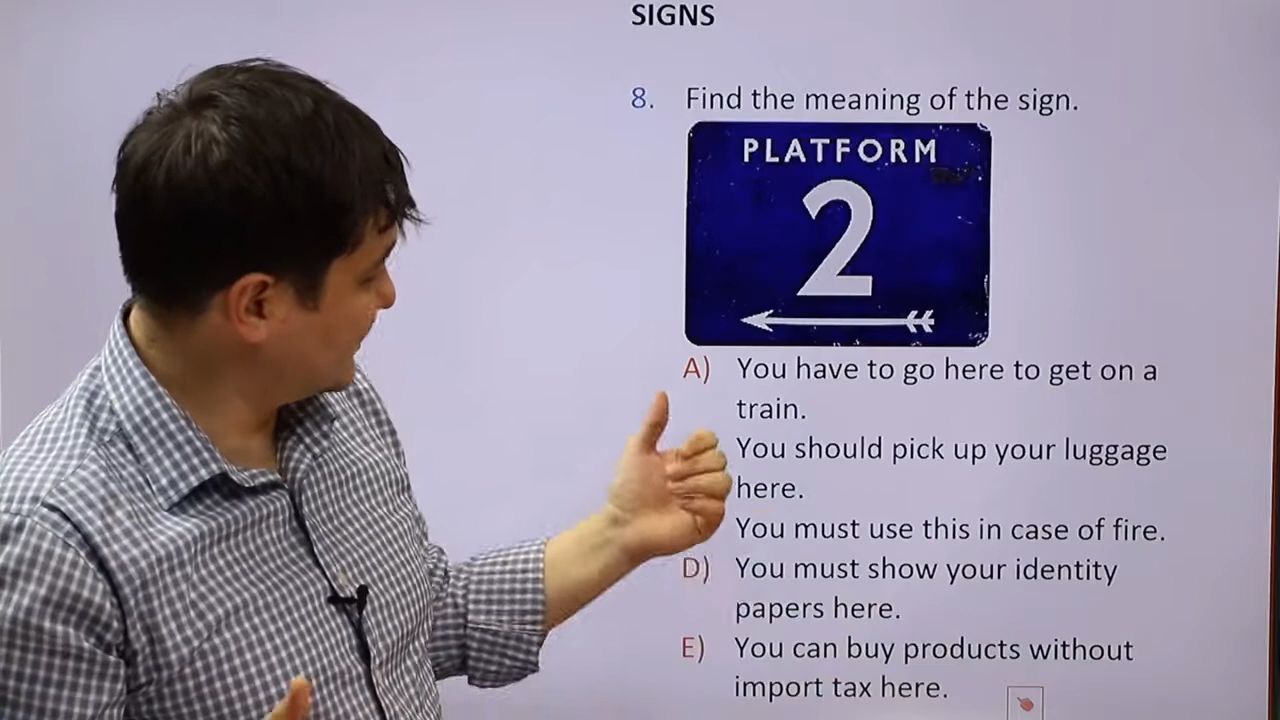 SIGNS
8. Find the meaning of the sign.
PLATFORM
2
A) You have to go here to get on a
train.
You should pick up your luggage
here.
You must use this in case of fire.
D) You must show your identity
papers here.
E) You can buy products without
import tax here.